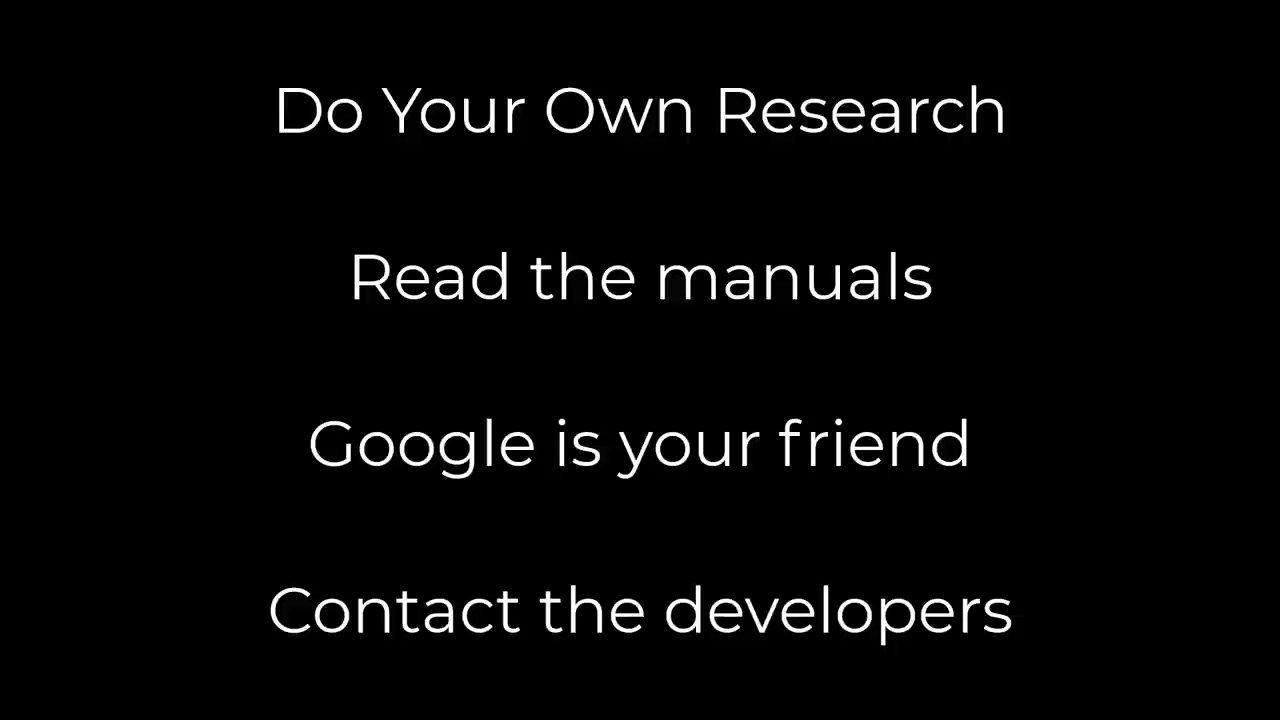 Do Your Own Research
Read the manuals
Google is your friend
Contact the developers